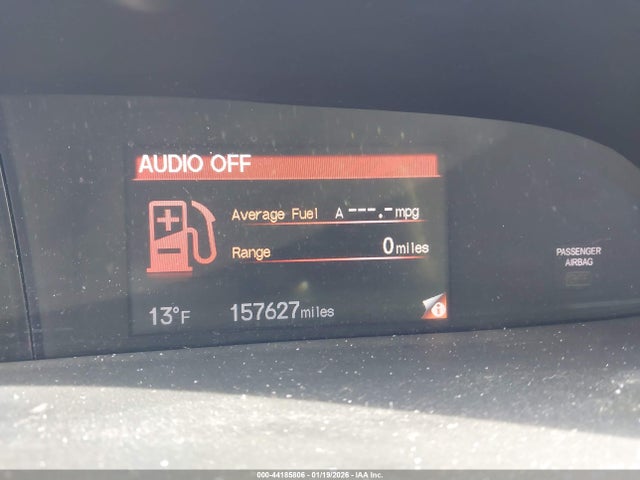 AUDIO OFF
Average Fuel A ---.- mpg
Range 0 miles
PASSENGER
AIRBAG
13°F 157627 miles
000-44185806 - 01/19/2026 - IAA Inc.